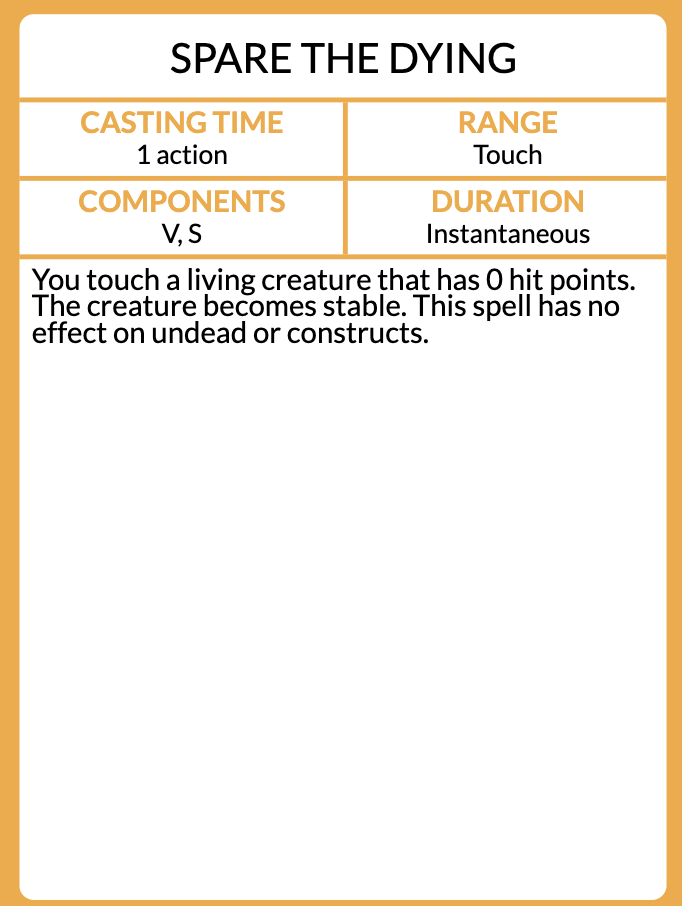 SPARE THE DYING
CASTING TIME
1 action
RANGE
Touch
COMPONENTS
V, S
DURATION
Instantaneous
You touch a living creature that has 0 hit points.
The creature becomes stable. This spell has no
effect on undead or constructs.